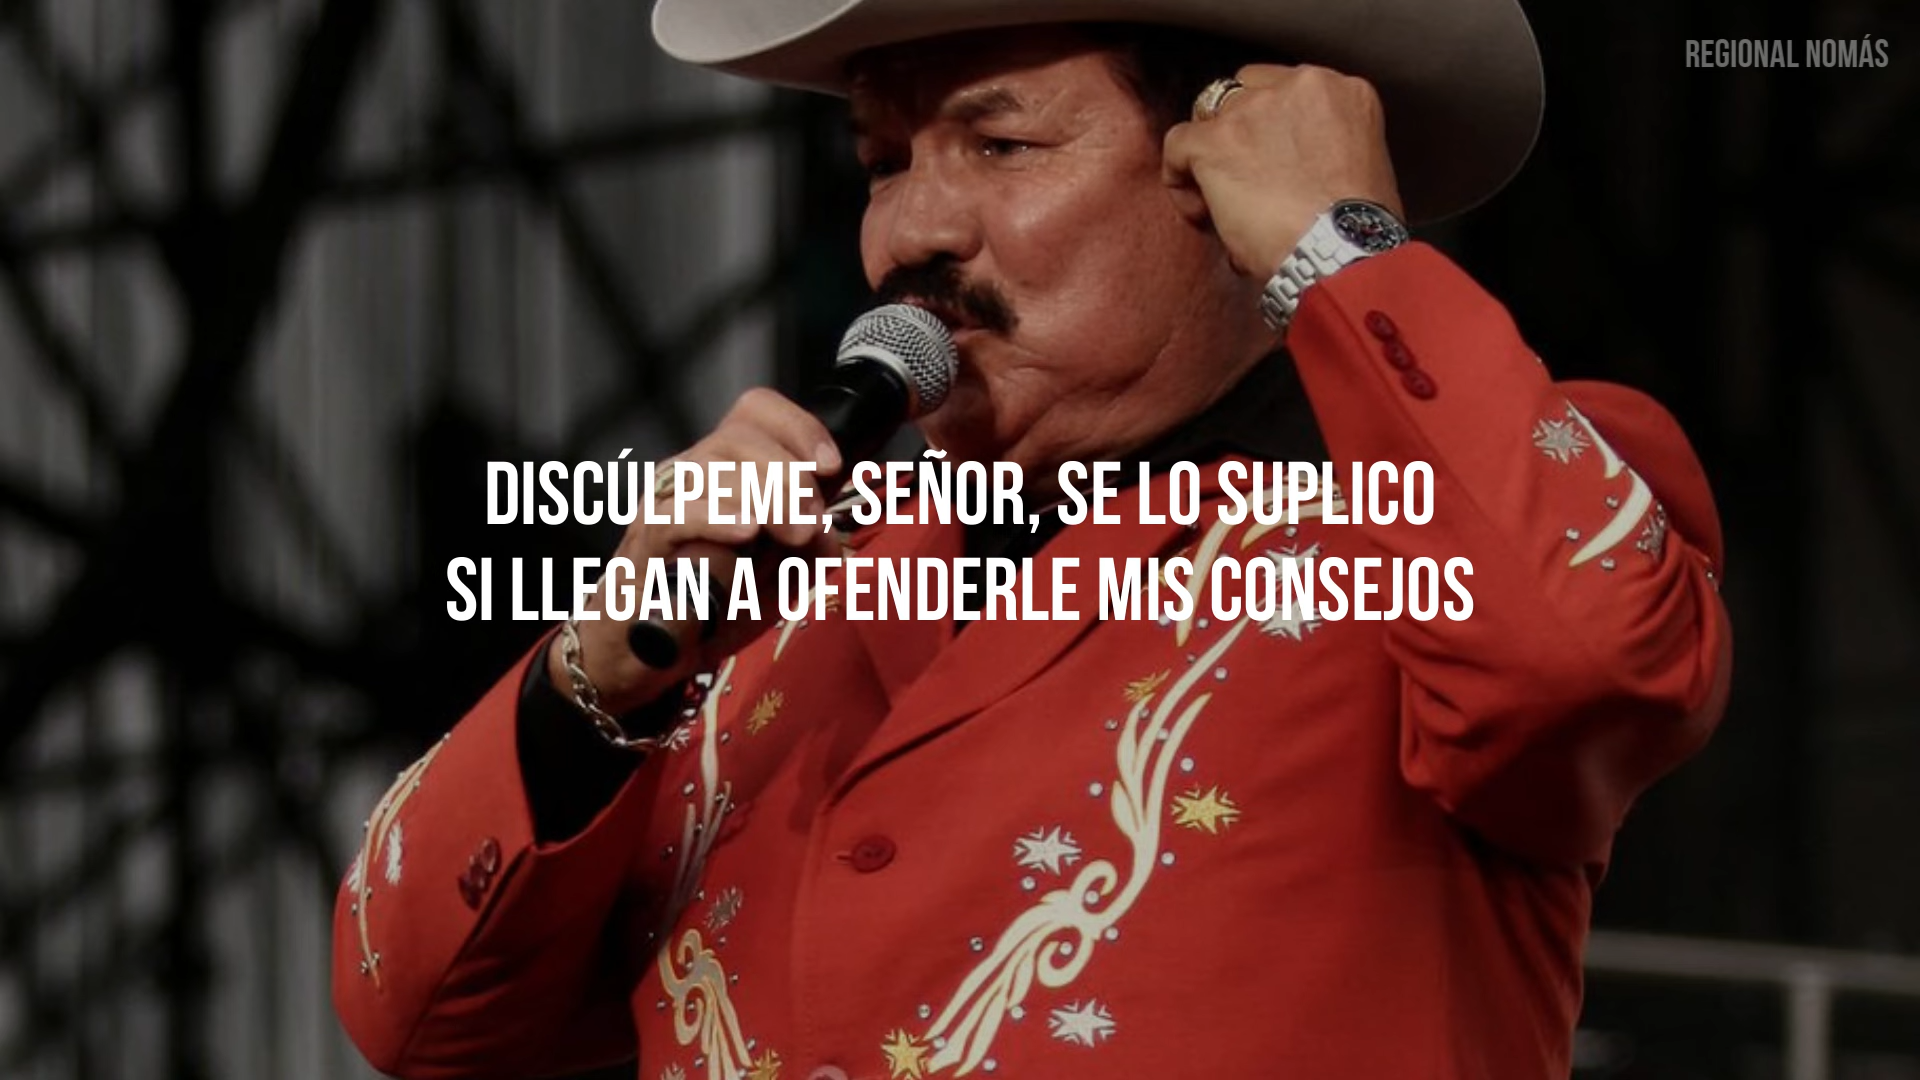 REGIONAL NOMÁS
DISCÚLPEME, SEÑOR, SE LO SUPLICO
SI LLEGAN A OFENDERLE MIS CONSEJOS